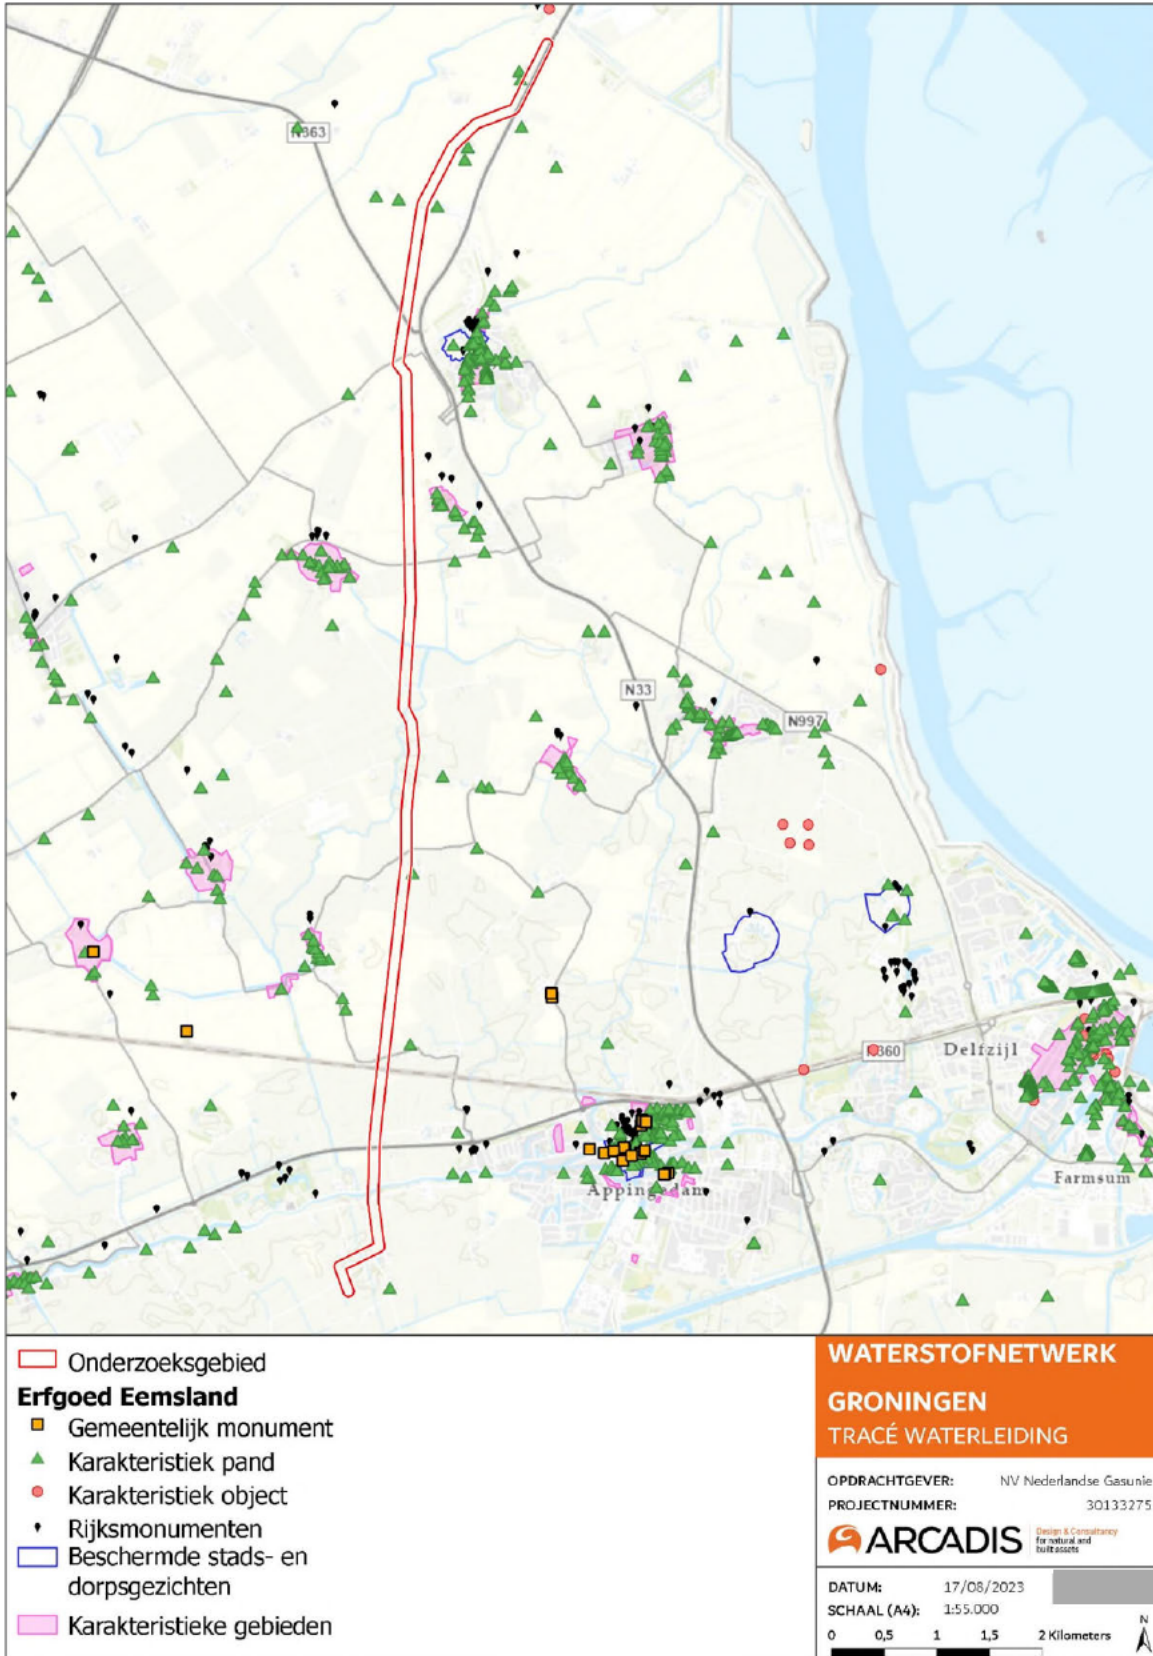 N363
N33
N997
N360
Delfzijl
Appingedam
Farmsum
Onderzoeksgebied
Erfgoed Eemsland
Gemeentelijk monument
Karakteristiek pand
Karakteristiek object
Rijksmonumenten
Beschermde stads- en
dorpsgezichten
Karakteristieke gebieden
WATERSTOFNETWERK
GRONINGEN
TRACÉ WATERLEIDING
OPDRACHTGEVER: NV Nederlandse Gasunie
PROJECTNUMMER: 30133275
ARCADIS Design & Consultancy
for natural and
built assets
DATUM: 17/08/2023
SCHAAL (A4): 1:55.000
0 0,5 1 1,5 2 Kilometers
N